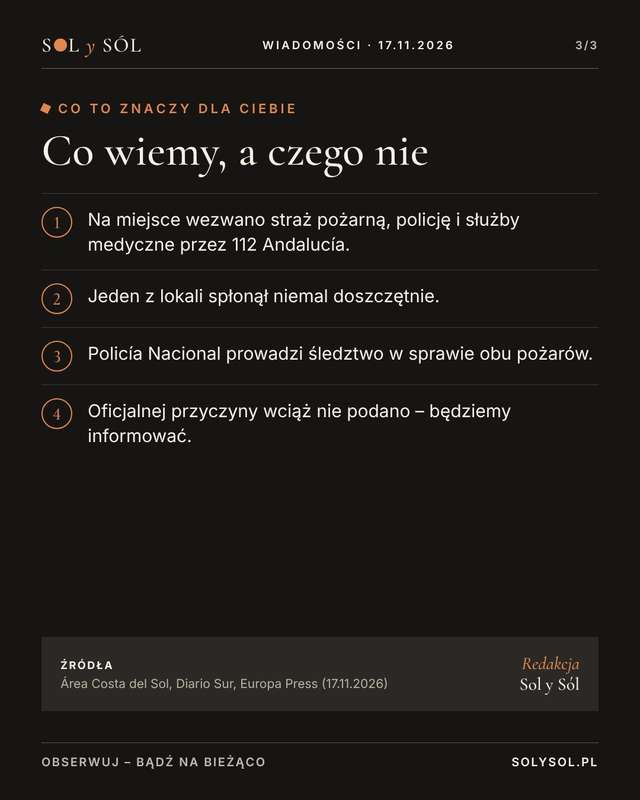 SOL y SÓL
WIADOMOŚCI · 17.11.2026
3/3
CO TO ZNACZY DLA CIEBIE
Co wiemy, a czego nie
1 Na miejsce wezwano straż pożarną, policję i służby
medyczne przez 112 Andalucía.
2 Jeden z lokali spłonął niemal doszczętnie.
3 Policía Nacional prowadzi śledztwo w sprawie obu pożarów.
4 Oficjalnej przyczyny wciąż nie podano – będziemy
informować.
ŹRÓDŁA
Área Costa del Sol, Diario Sur, Europa Press (17.11.2026)
Redakcja
Sol y Sól
OBSERWUJ – BĄDŹ NA BIEŻĄCO
SOLYSOL.PL